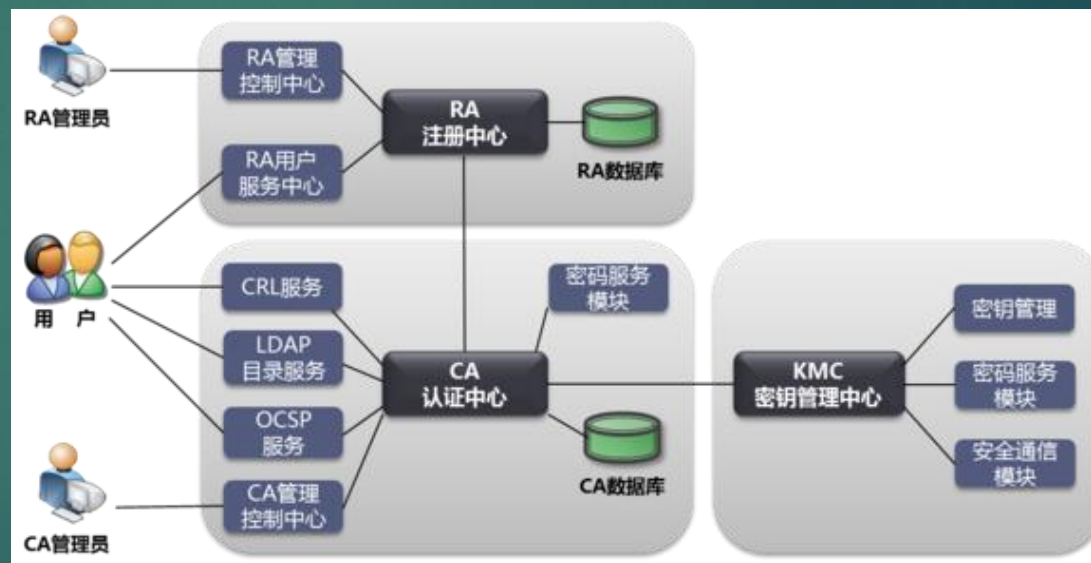 RA管理员
RA管理
控制中心
RA
注册中心
RA数据库
RA用户
服务中心
用 户
CRL服务
LDAP
目录服务
OCSP
服务
CA管理
控制中心
CA管理员
密码服务
模块
CA
认证中心
CA数据库
KMC
密钥管理中心
密钥管理
密码服务
模块
安全通信
模块